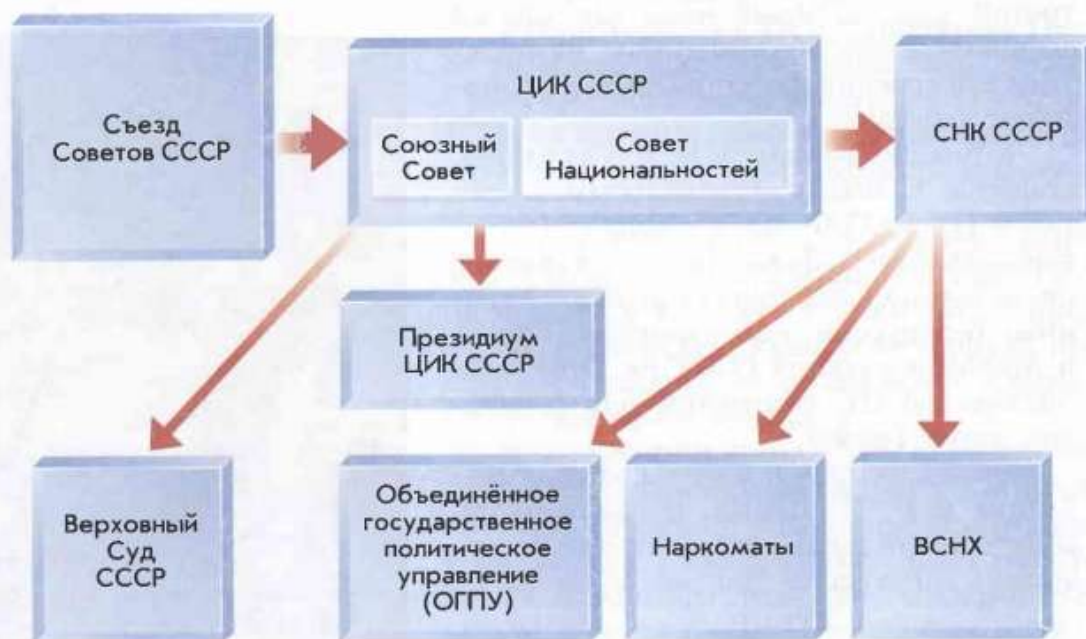 Съезд
Советов СССР
ЦИК СССР
Союзный
Совет
Совет
Национальностей
СНК СССР
Президиум
ЦИК СССР
Верховный
Суд
СССР
Объединённое
государственное
политическое
управление
(ОГПУ)
Наркоматы
ВСНХ